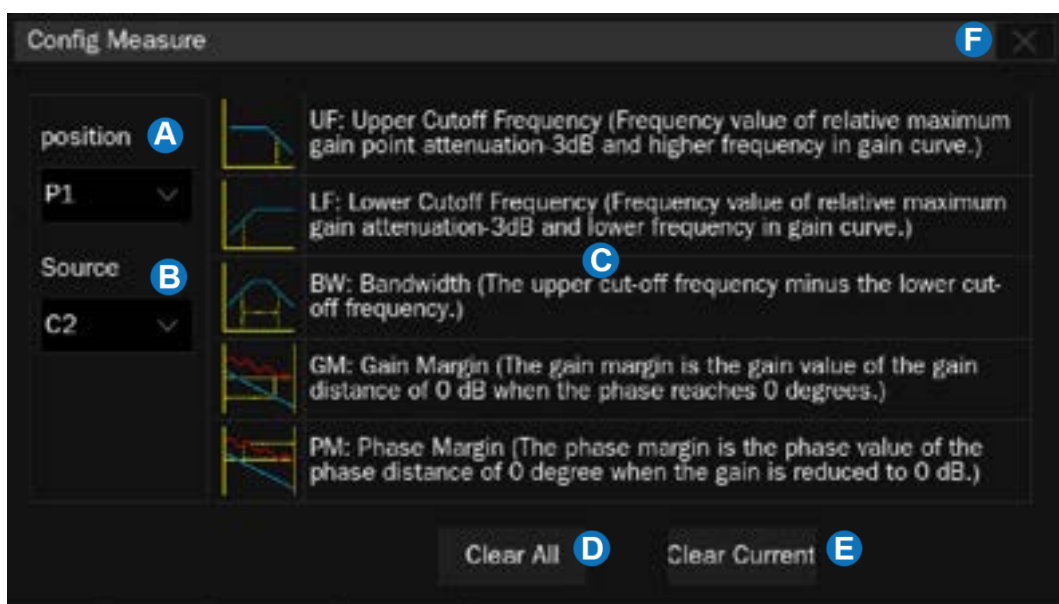 Config Measure
F
position A
P1
Source
B
C2
UF: Upper Cutoff Frequency (Frequency value of relative maximum
gain point attenuation-3dB and higher frequency in gain curve.)
LF: Lower Cutoff Frequency (Frequency value of relative maximum
gain attenuation-3dB and lower frequency in gain curve.)
C
BW: Bandwidth (The upper cut-off frequency minus the lower cut-
off frequency.)
GM: Gain Margin (The gain margin is the gain value of the gain
distance of 0 dB when the phase reaches 0 degrees.)
PM: Phase Margin (The phase margin is the phase value of the
phase distance of 0 degree when the gain is reduced to 0 dB.)
Clear All D
Clear Current E